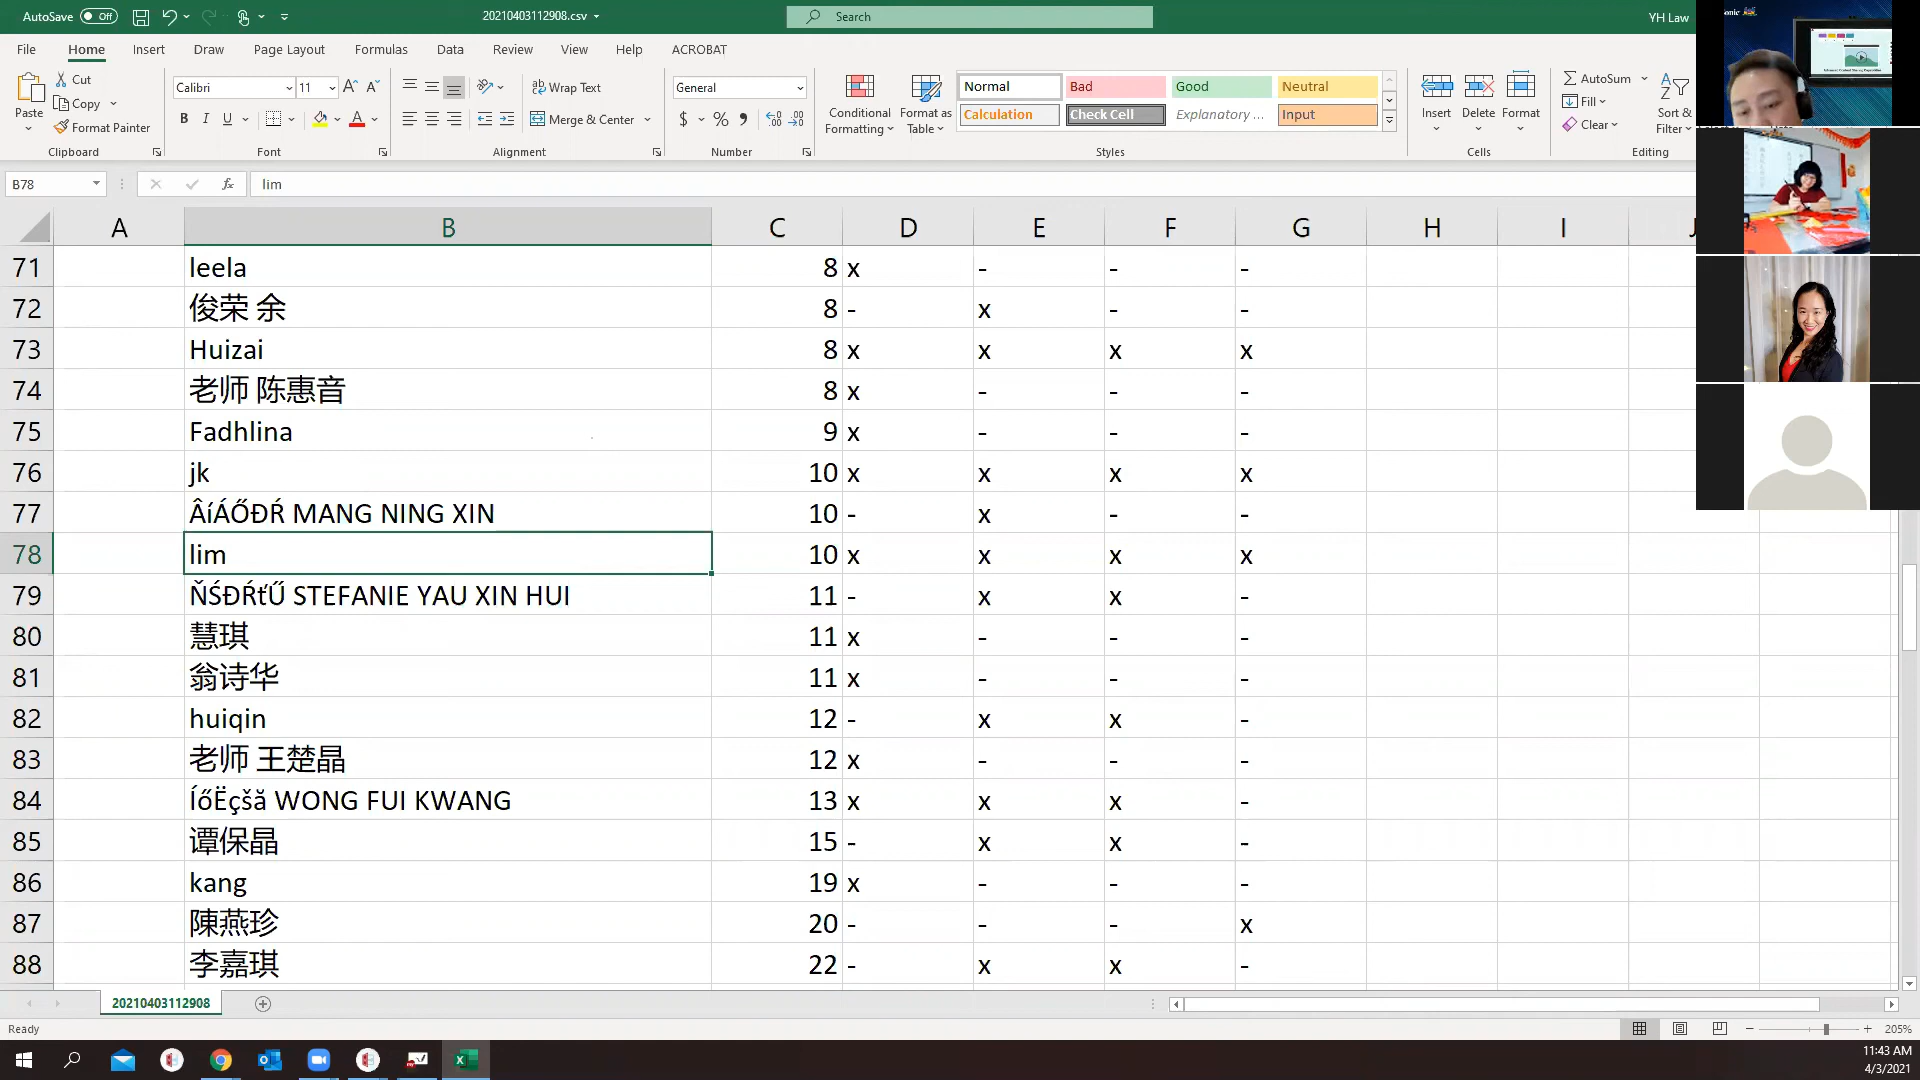 AutoSave Off 20210403112908.csv Search YH Law
File Home Insert Draw Page Layout Formulas Data Review View Help ACROBAT
Cut Calibri 11 Wrap Text General Normal Bad Good Neutral AutoSum
Paste Copy Conditional Formatting Format as Table Insert Delete Format Fill Sort & Filter
Format Painter B I U Merge & Center $ % Calculation Check Cell Explanatory ... Input Clear
Clipboard Font Alignment Number Styles Cells Editing
B78 fx lim
A B C D E F G H I J
71 leela 8 x - - -
72 俊荣 余 8 - x - -
73 Huizai 8 x x x x
74 老师 陈惠音 8 x - - -
75 Fadhlina 9 x - - -
76 jk 10 x x x x
77 ÂíÁŐĐŔ MANG NING XIN 10 - x - -
78 lim 10 x x x x
79 ŇŚĐŔťŰ STEFANIE YAU XIN HUI 11 - x x -
80 慧琪 11 x - - -
81 翁诗华 11 x - - -
82 huiqin 12 - x x -
83 老师 王楚晶 12 x - - -
84 ÍőËçšă WONG FUI KWANG 13 x x x -
85 谭保晶 15 - x x -
86 kang 19 x - - -
87 陳燕珍 20 - - - x
88 李嘉琪 22 - x x -
20210403112908
Ready 205%
11:43 AM
4/3/2021